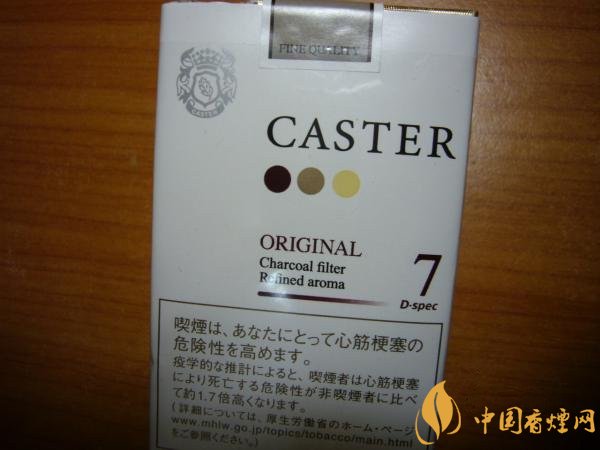 FINE QUALITY
CASTER
CASTER
ORIGINAL
Charcoal filter
Refined aroma
7
D-spec
喫煙は、あなたにとって心筋梗塞の
危険性を高めます。
疫学的な推計によると、喫煙者は心筋梗塞
により死亡する危険性が非喫煙者に比べ
て約1.7倍高くなります。
(詳細については、厚生労働省のホーム・ページ
www.mhlw.go.jp/topics/tobacco/main.html
をご参照ください。)
中国香烟网